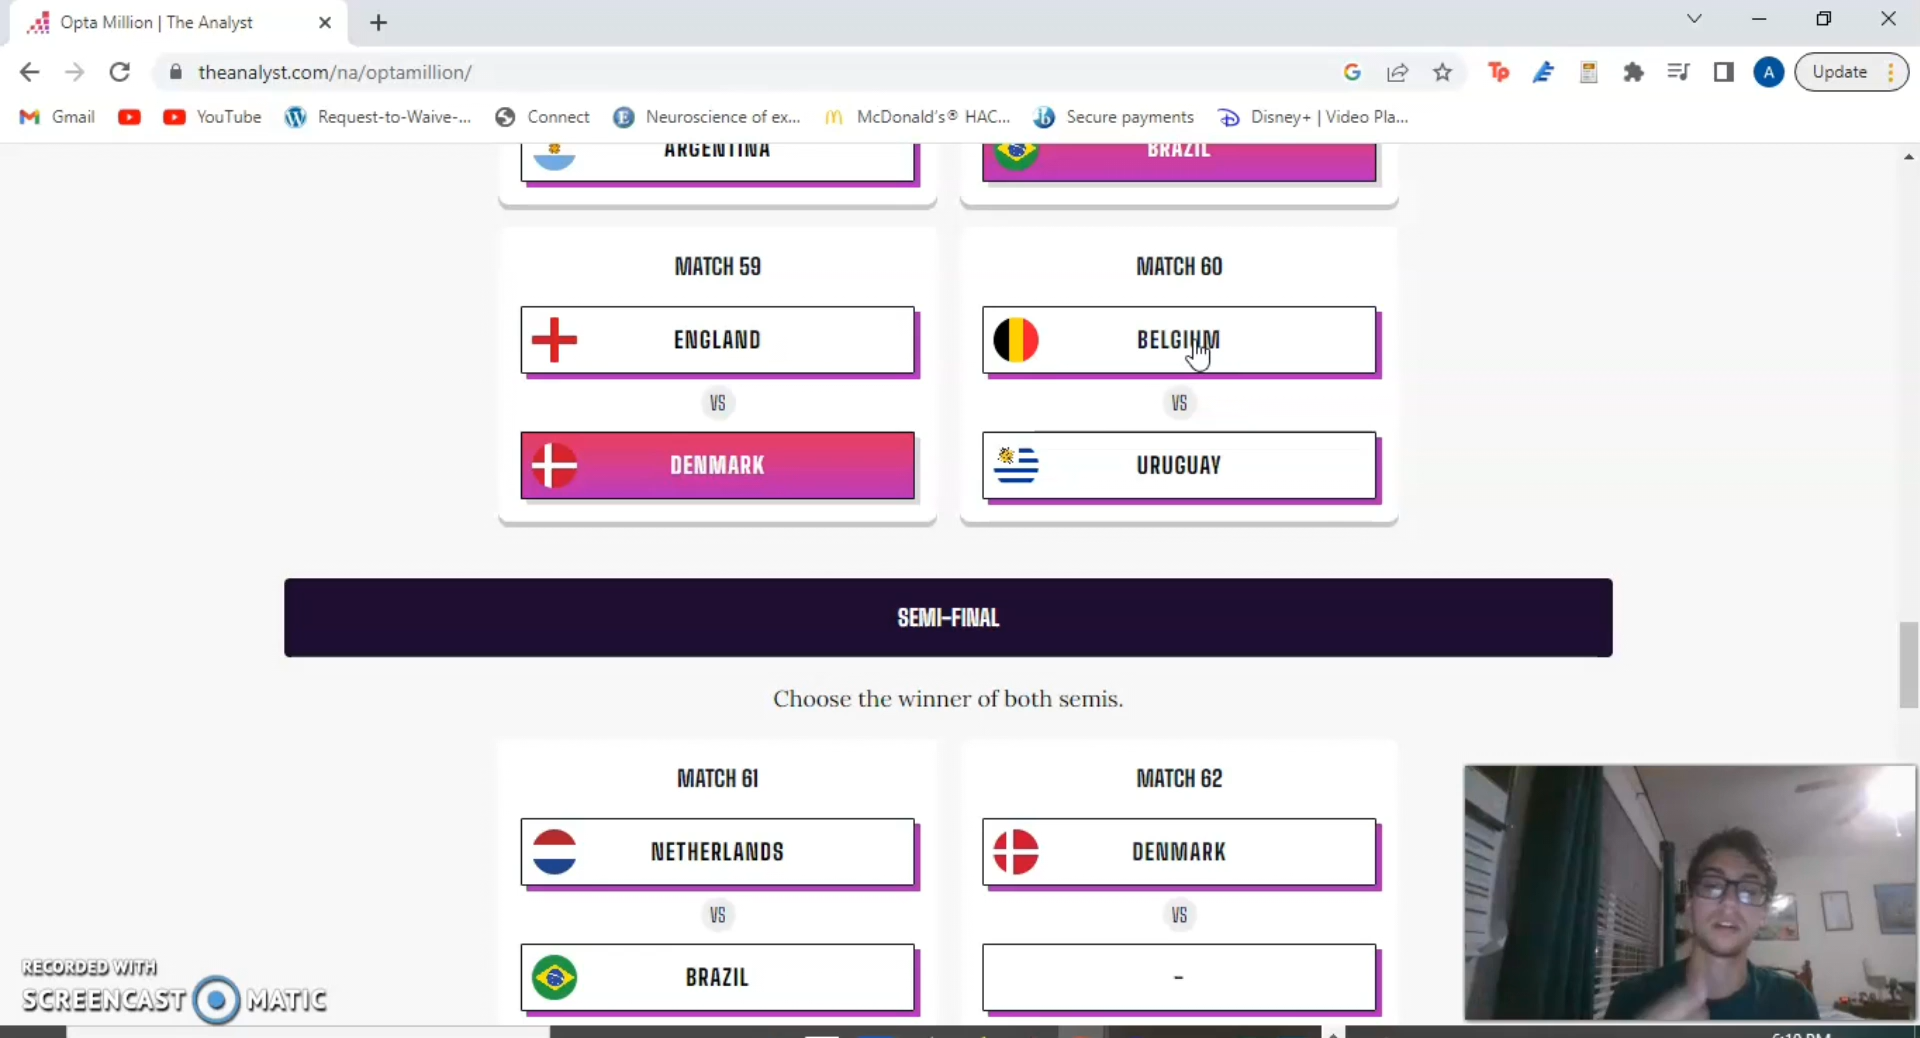 Opta Million | The Analyst
theanalyst.com/na/optamillion/
Update
Gmail
YouTube
Request-to-Waive-...
Connect
Neuroscience of ex...
McDonald's® HAC...
Secure payments
Disney+ | Video Pla...
ARGENTINA
BRAZIL
MATCH 59
MATCH 60
ENGLAND
BELGIUM
VS
VS
DENMARK
URUGUAY
SEMI-FINAL
Choose the winner of both semis.
MATCH 61
MATCH 62
NETHERLANDS
DENMARK
VS
VS
BRAZIL
-
RECORDED WITH
SCREENCAST MATIC